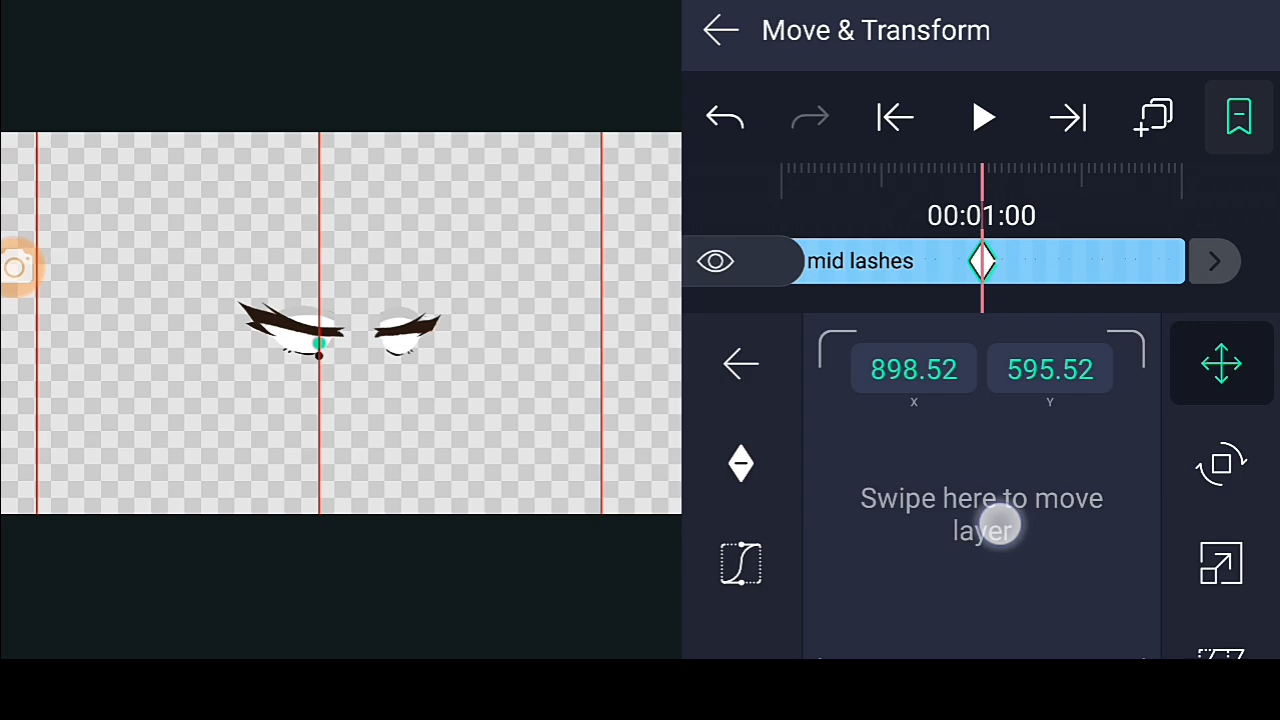 Move & Transform
00:01:00
mid lashes
898.52 595.52
X Y
Swipe here to move
layer